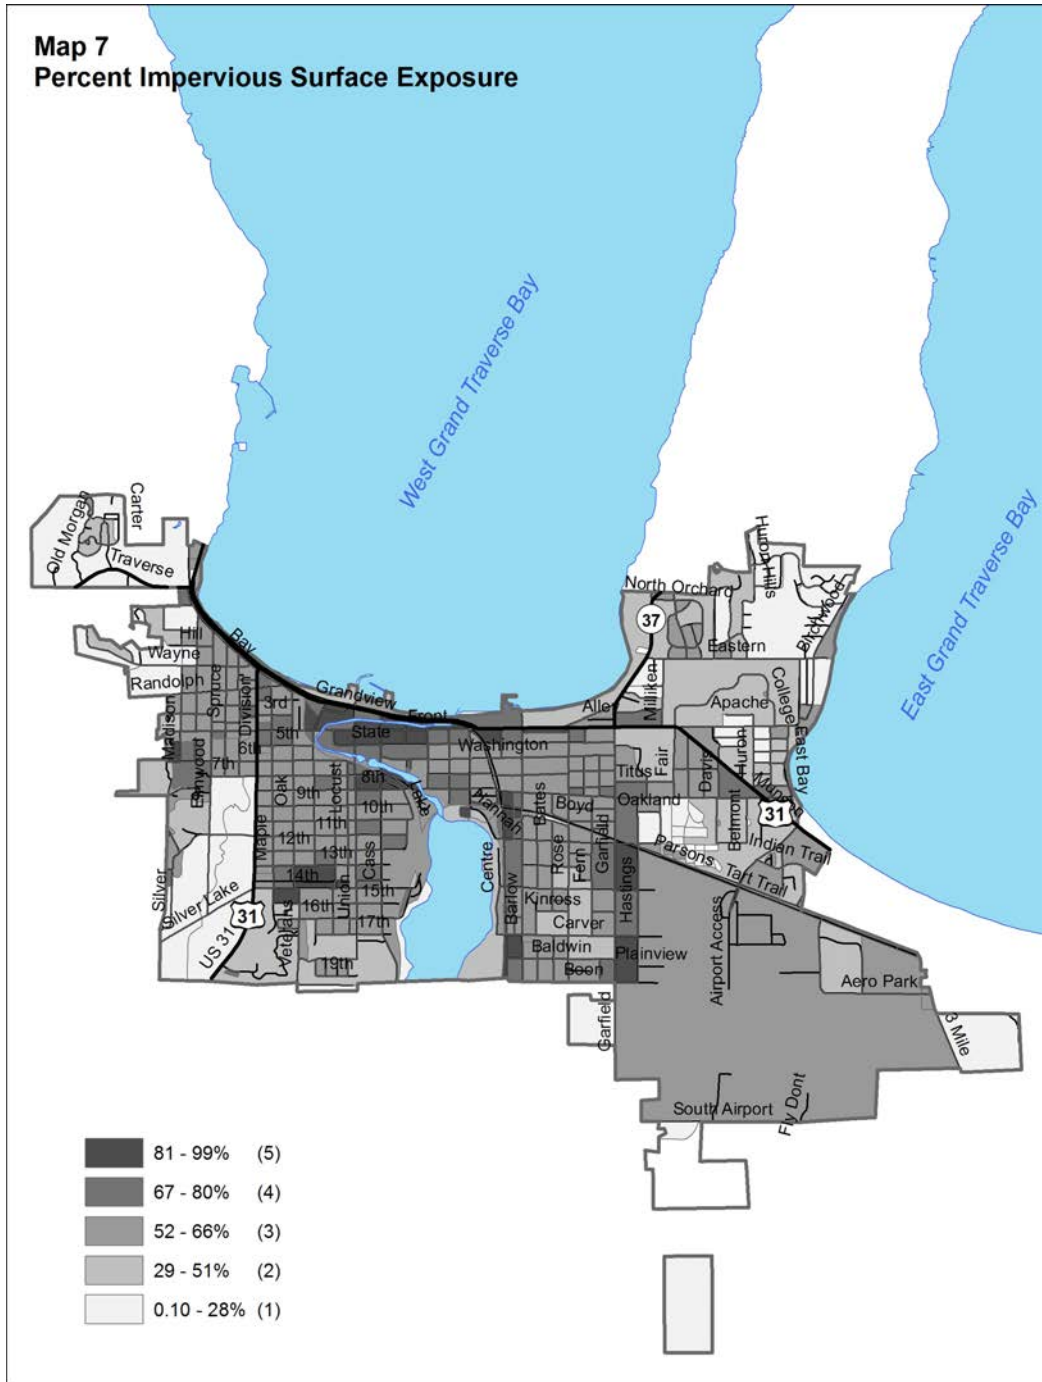 Map 7
Percent Impervious Surface Exposure
West Grand Traverse Bay
East Grand Traverse Bay
Old Morgan
Carter
Traverse
Huron Hills
North Orchard
Birchwood
37
Eastern
Hill
Bay
Wayne
Randolph
Spruce
Division
Madison
Grandview
3rd
Front
Alley
Milliken
Apache
College
East Bay
5th
State
Washington
6th
7th
Elmwood
8th
Titus
Fair
Davis
Huron
Munson
Oak
9th
Locust
10th
Lake
Hannah
Bates
Boyd
Oakland
Garfield
11th
Belmont
31
Maple
12th
13th
Cass
Centre
Rose
Fern
Parsons
Indian Trail
Tart Trail
14th
15th
Silver
Silver Lake
Union
Barlow
Hastings
16th
17th
Kinross
Carver
31
US 31
Veterans
19th
Baldwin
Plainview
Boon
Airport Access
Aero Park
Garfield
3 Mile
South Airport
Fly Dont
81 - 99% (5)
67 - 80% (4)
52 - 66% (3)
29 - 51% (2)
0.10 - 28% (1)